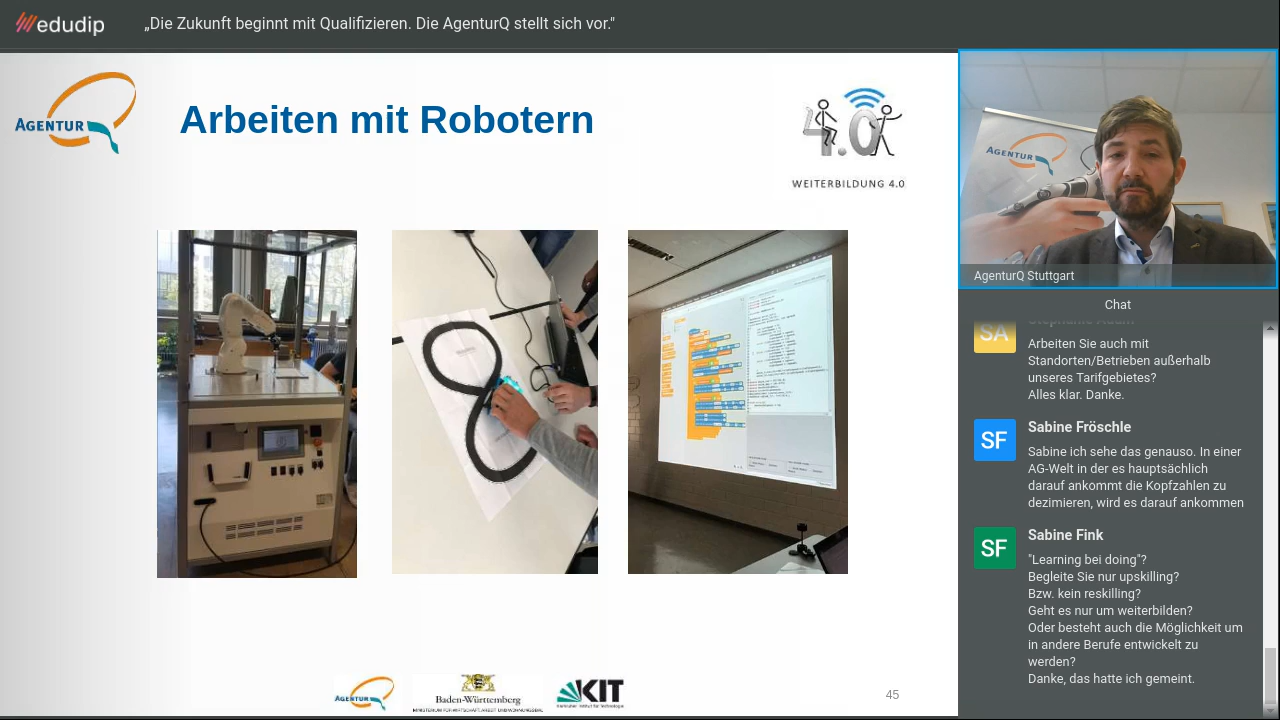 edudip
„Die Zukunft beginnt mit Qualifizieren. Die AgenturQ stellt sich vor."
AGENTUR
Arbeiten mit Robotern
4.0
WEITERBILDUNG 4.0
AGENTUR
AgenturQ Stuttgart
Chat
SA
Arbeiten Sie auch mit
Standorten/Betrieben außerhalb
unseres Tarifgebietes?
Alles klar. Danke.
SF
Sabine Fröschle
Sabine ich sehe das genauso. In einer
AG-Welt in der es hauptsächlich
darauf ankommt die Kopfzahlen zu
dezimieren, wird es darauf ankommen
SF
Sabine Fink
"Learning bei doing"?
Begleite Sie nur upskilling?
Bzw. kein reskilling?
Geht es nur um weiterbilden?
Oder besteht auch die Möglichkeit um
in andere Berufe entwickelt zu
werden?
Danke, das hatte ich gemeint.
AGENTUR
Baden-Württemberg
MINISTERIUM FÜR WIRTSCHAFT, ARBEIT UND WOHNUNGSBAU
KIT
Karlsruher Institut für Technologie
45